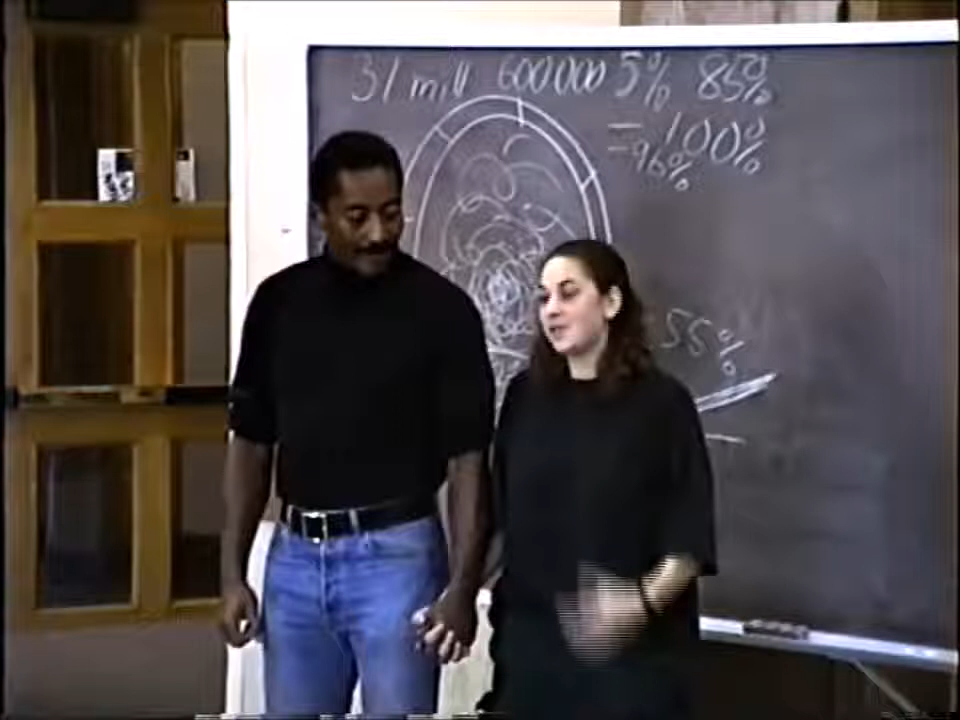 31 mill 600000 5% 85%
= 100%
= 96%
55%